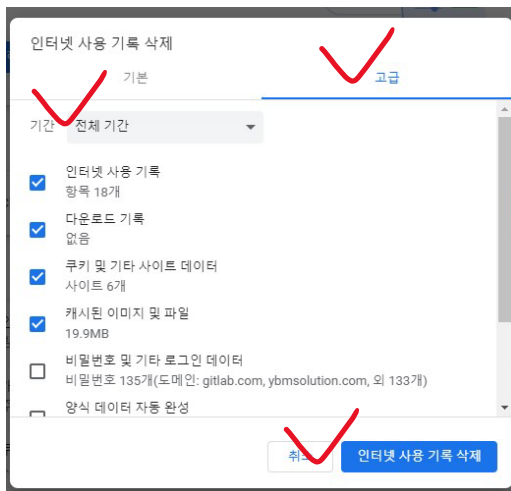 인터넷 사용 기록 삭제
기본 고급
기간 전체 기간
인터넷 사용 기록
항목 18개
다운로드 기록
없음
쿠키 및 기타 사이트 데이터
사이트 6개
캐시된 이미지 및 파일
19.9MB
비밀번호 및 기타 로그인 데이터
비밀번호 135개(도메인: gitlab.com, ybmsolution.com, 외 133개)
양식 데이터 자동 완성
인터넷 사용 기록 삭제